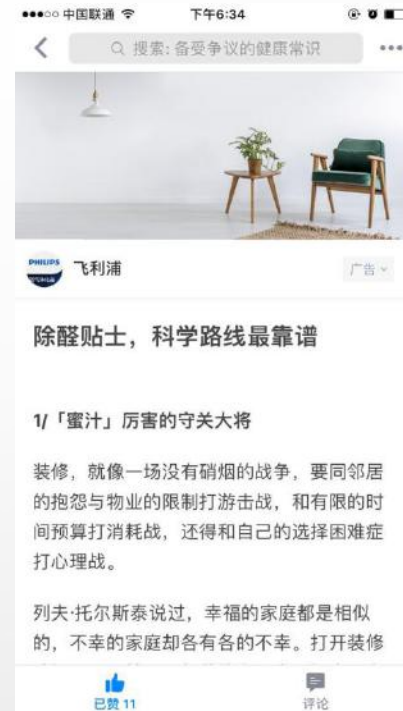 中国联通
下午6:34
搜索: 备受争议的健康常识
PHILIPS
飞利浦
广告
除醛贴士，科学路线最靠谱
1/「蜜汁」厉害的守关大将
装修，就像一场没有硝烟的战争，要同邻居
的抱怨与物业的限制打游击战，和有限的时
间预算打消耗战，还得和自己的选择困难症
打心理战。
列夫·托尔斯泰说过，幸福的家庭都是相似
的，不幸的家庭却各有各的不幸。打开装修
已赞 11
评论